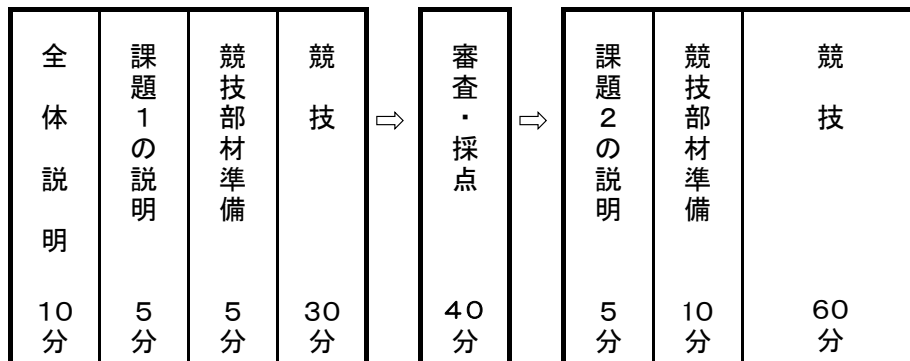 全体説明
10分
課題1の説明
5分
競技部材準備
5分
競技
30分
⇨
審査・採点
40分
⇨
課題2の説明
5分
競技部材準備
10分
競技
60分